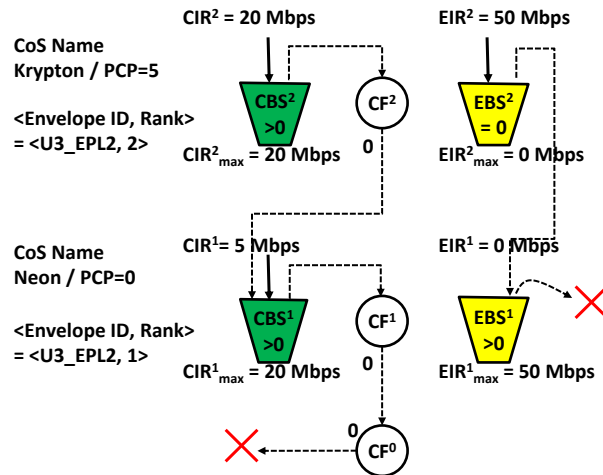 CIR² = 20 Mbps
EIR² = 50 Mbps
CoS Name
Krypton / PCP=5
<Envelope ID, Rank>
= <U3_EPL2, 2>
CBS²
>0
CF²
0
EBS²
= 0
CIR²max = 20 Mbps
EIR²max = 0 Mbps
CoS Name
Neon / PCP=0
<Envelope ID, Rank>
= <U3_EPL2, 1>
CIR¹= 5 Mbps
EIR¹ = 0 Mbps
CBS¹
>0
CF¹
0
EBS¹
>0
CIR¹max = 20 Mbps
EIR¹max = 50 Mbps
0
CF⁰